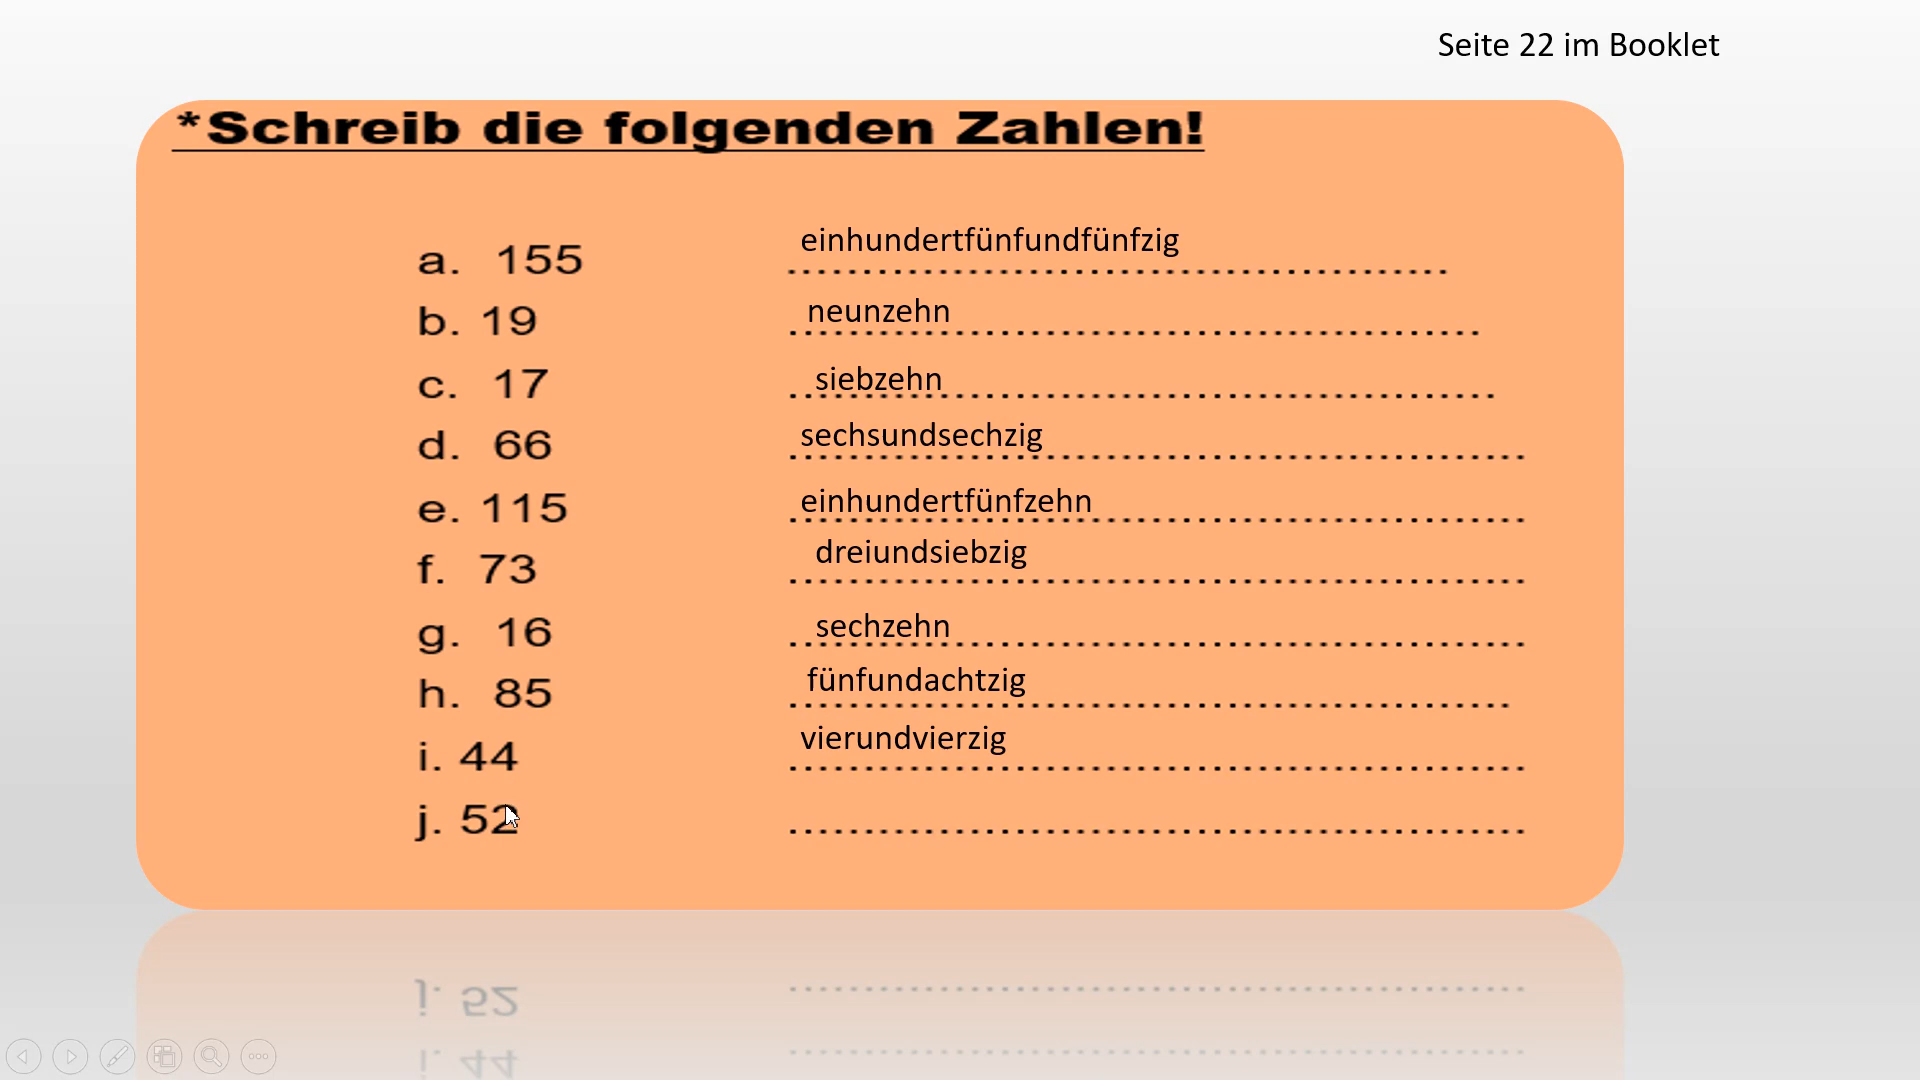 Seite 22 im Booklet
*Schreib die folgenden Zahlen!
a. 155 einhundertfünfundfünfzig
b. 19 neunzehn
c. 17 siebzehn
d. 66 sechsundsechzig
e. 115 einhundertfünfzehn
f. 73 dreiundsiebzig
g. 16 sechzehn
h. 85 fünfundachtzig
i. 44 vierundvierzig
j. 52